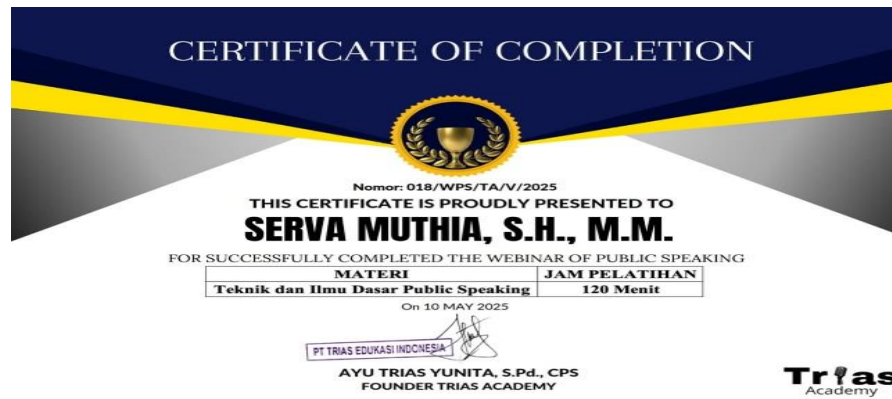 CERTIFICATE OF COMPLETION
Nomor: 018/WPS/TA/V/2025
THIS CERTIFICATE IS PROUDLY PRESENTED TO
SERVA MUTHIA, S.H., M.M.
FOR SUCCESSFULLY COMPLETED THE WEBINAR OF PUBLIC SPEAKING
MATERI JAM PELATIHAN
Teknik dan Ilmu Dasar Public Speaking 120 Menit
On 10 MAY 2025
PT TRIAS EDUKASI INDONESIA
AYU TRIAS YUNITA, S.Pd., CPS
FOUNDER TRIAS ACADEMY
Trias
Academy